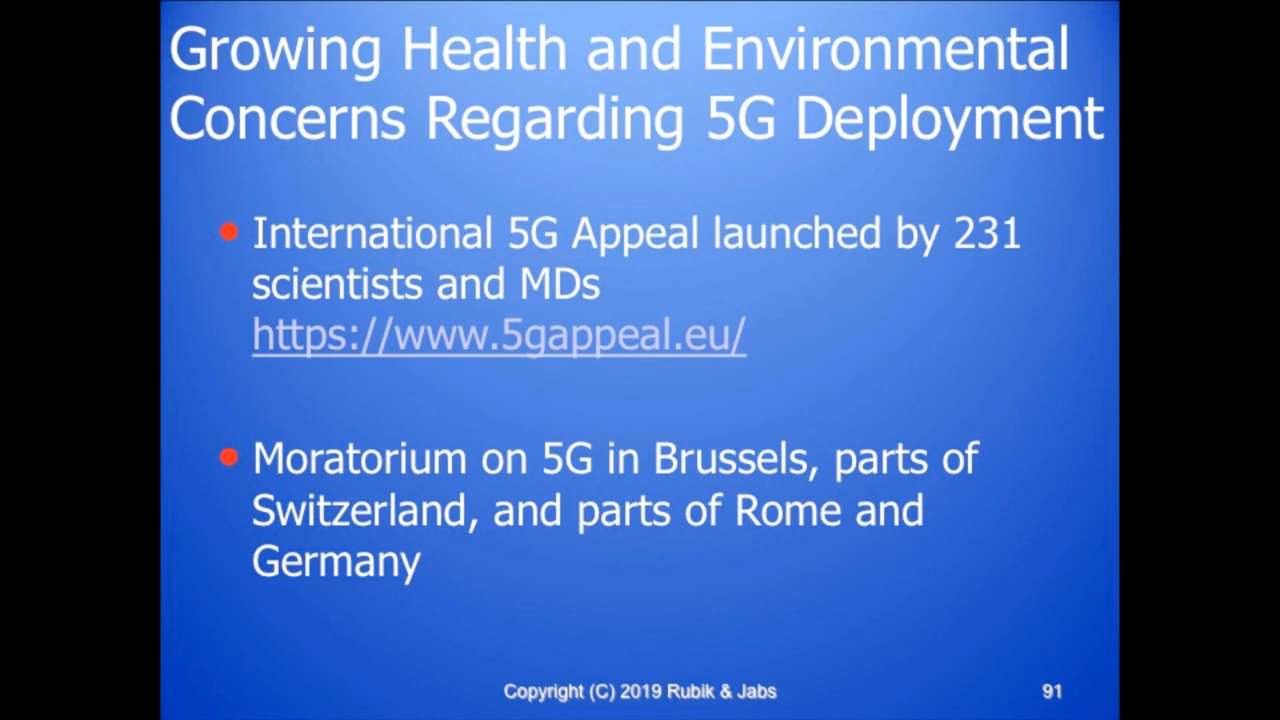 Growing Health and Environmental
Concerns Regarding 5G Deployment
International 5G Appeal launched by 231
scientists and MDs
https://www.5gappeal.eu/
Moratorium on 5G in Brussels, parts of
Switzerland, and parts of Rome and
Germany
Copyright (C) 2019 Rubik & Jabs
91